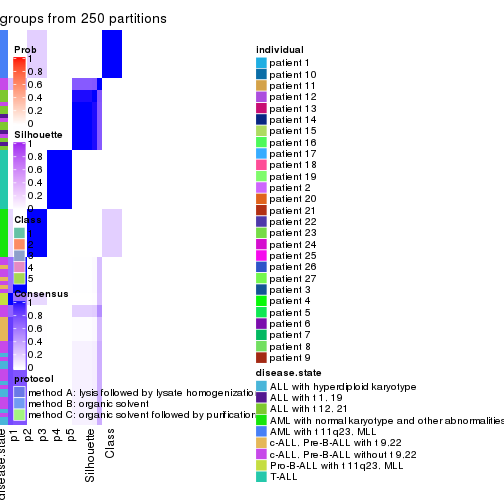 groups from 250 partitions
Prob
1
0.8
0.6
0.4
0.2
0
Silhouette
1
0.8
0.6
0.4
0.2
0
Class
1
2
3
4
5
Consensus
1
0.8
0.6
0.4
0.2
0
protocol
method A: lysis followed by lysate homogenizatio
method B: organic solvent
method C: organic solvent followed by purification
disease.state
p1
p2
p3
p4
p5
Silhouette
Class
individual
patient 1
patient 10
patient 11
patient 12
patient 13
patient 14
patient 15
patient 16
patient 17
patient 18
patient 19
patient 2
patient 20
patient 21
patient 22
patient 23
patient 24
patient 25
patient 26
patient 27
patient 3
patient 4
patient 5
patient 6
patient 7
patient 8
patient 9
disease.state
ALL with hyperdiploid karyotype
ALL with t 1. 19
ALL with t 12. 21
AML with normal karyotype and other abnormalities
AML with t 11q23. MLL
c-ALL. Pre-B-ALL with t 9.22
c-ALL. Pre-B-ALL without t 9.22
Pro-B-ALL with t 11q23. MLL
T-ALL